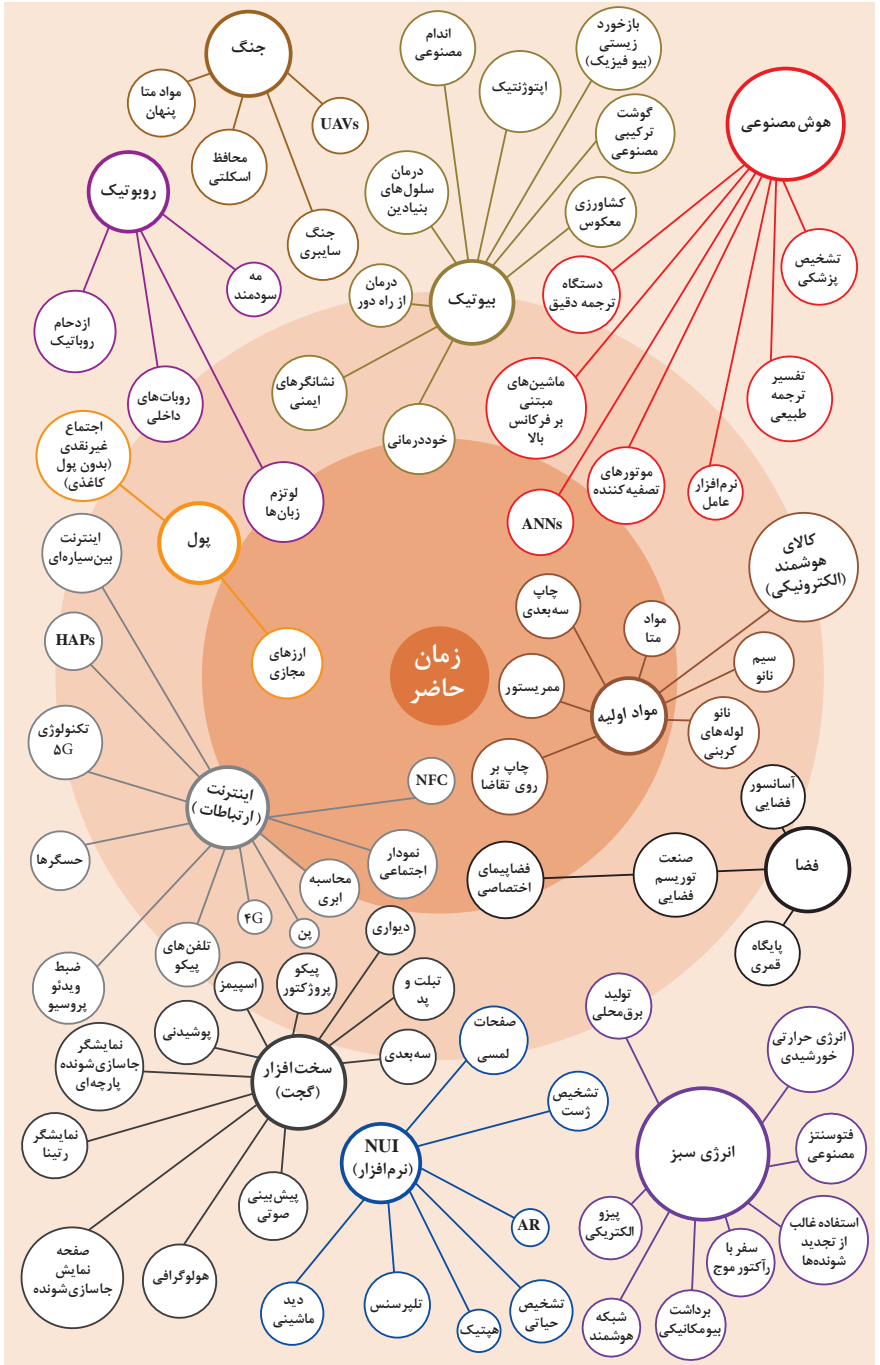 جنگ
مواد متا
پنهان
محافظ
اسکلتی
UAVs
جنگ
سایبری
روبوتیک
مه
سودمند
ازدحام
روباتیک
روبات‌های
داخلی
لوتزم
زبان‌ها
اندام
مصنوعی
بازخورد
زیستی
(بیو فیزیک)
اپتوژنتیک
گوشت
ترکیبی
مصنوعی
درمان
سلول‌های
بنیادین
کشاورزی
معکوس
بیوتیک
درمان
از راه دور
نشانگرهای
ایمنی
خوددرمانی
هوش مصنوعی
تشخیص
پزشکی
دستگاه
ترجمه دقیق
ماشین‌های
مبتنی
بر فرکانس
بالا
تفسیر
ترجمه
طبیعی
موتورهای
تصفیه‌کننده
نرم‌افزار
عامل
ANNs
اجتماع
غیرنقدی
(بدون پول
کاغذی)
پول
ارزهای
مجازی
زمان
حاضر
کالای
هوشمند
(الکترونیکی)
چاپ
سه‌بعدی
مواد
متا
سیم
نانو
ممریستور
مواد اولیه
نانو
لوله‌های
کربنی
چاپ بر
روی تقاضا
اینترنت
بین‌سیاره‌ای
HAPs
تکنولوژی
۵G
اینترنت
(ارتباطات)
NFC
حسگرها
نمودار
اجتماعی
محاسبه
ابری
۴G
پن
تلفن‌های
پیکو
ضبط
ویدئو
پروسیو
آسانسور
فضایی
فضا
صنعت
توریسم
فضایی
فضاپیمای
اختصاصی
پایگاه
قمری
دیواری
پیکو
پروژکتور
اسپیمز
تبلت و
پد
پوشیدنی
سه‌بعدی
نمایشگر
جاسازی‌شونده
پارچه‌ای
سخت‌افزار
(گجت)
نمایشگر
رتینا
پیش‌بینی
صوتی
صفحه
نمایش
جاسازی‌شونده
هولوگرافی
صفحات
لمسی
تشخیص
ژست
NUI
(نرم‌افزار)
AR
دید
ماشینی
تلپرسنس
هپتیک
تشخیص
حیاتی
تولید
برق‌محلی
انرژی حرارتی
خورشیدی
انرژی سبز
فتوسنتز
مصنوعی
پیزو
الکتریکی
استفاده غالب
از تجدید
شونده‌ها
سفر با
رآکتور موج
شبکه
هوشمند
برداشت
بیومکانیکی